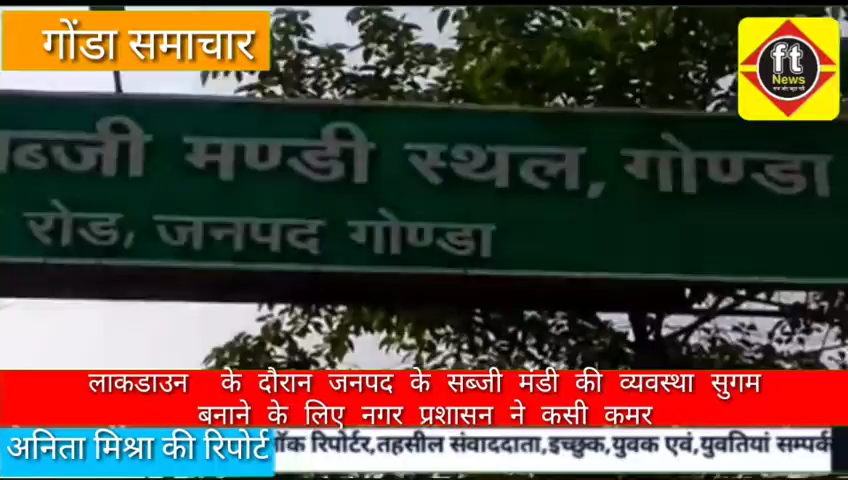 गोंडा समाचार
ft
News
सब्जी मण्डी स्थल, गोण्डा
रोड, जनपद गोण्डा
लाकडाउन के दौरान जनपद के सब्जी मंडी की व्यवस्था सुगम
बनाने के लिए नगर प्रशासन ने कसी कमर
अनिता मिश्रा की रिपोर्ट
रिपोर्टर,तहसील संवाददाता,इच्छुक,युवक एवं,युवतियां सम्पर्क